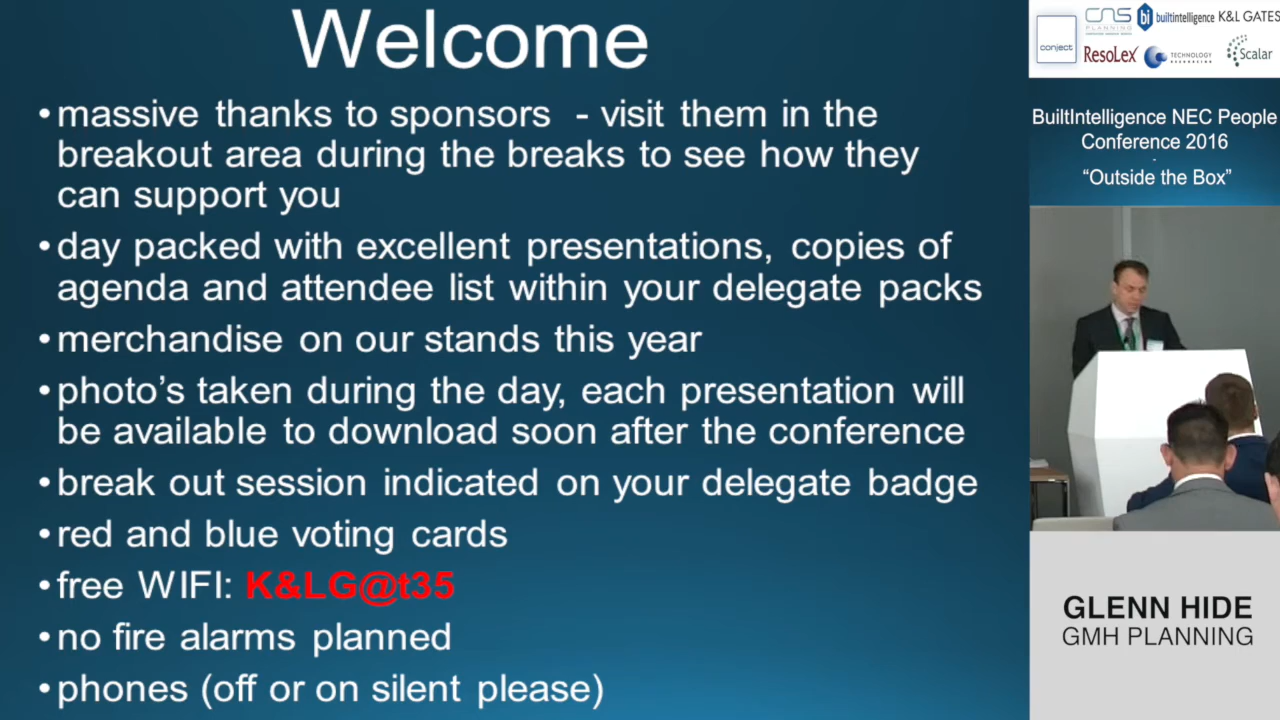 Welcome
•massive thanks to sponsors - visit them in the
breakout area during the breaks to see how they
can support you
•day packed with excellent presentations, copies of
agenda and attendee list within your delegate packs
•merchandise on our stands this year
•photo's taken during the day, each presentation will
be available to download soon after the conference
•break out session indicated on your delegate badge
•red and blue voting cards
•free WIFI: K&LG@t35
•no fire alarms planned
•phones (off or on silent please)
conject
CNS
PLANNING
bi builtintelligence
K&L GATES
ResoLex
TECHNOLOGY
Scalar
BuiltIntelligence NEC People
Conference 2016
-
“Outside the Box”
GLENN HIDE
GMH PLANNING